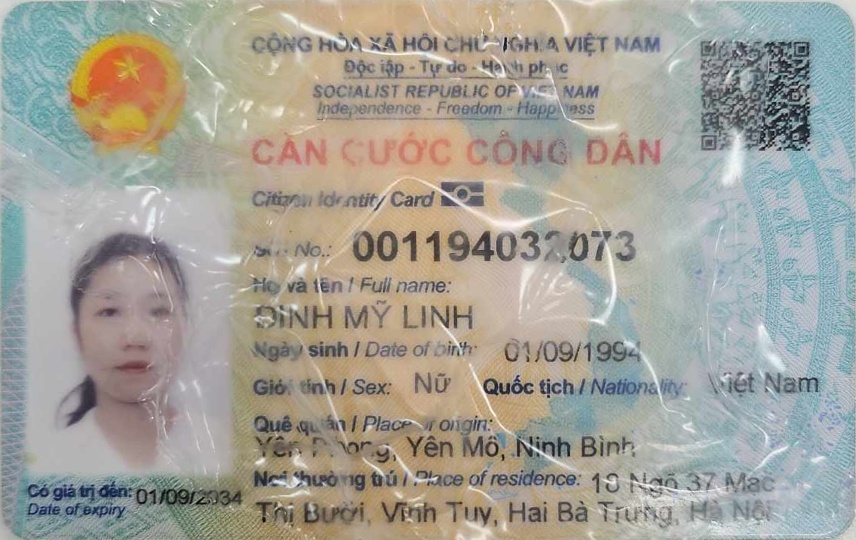 CỘNG HÒA XÃ HỘI CHỦ NGHĨA VIỆT NAM
Độc lập - Tự do - Hạnh phúc
SOCIALIST REPUBLIC OF VIET NAM
Independence - Freedom - Happiness
CĂN CƯỚC CÔNG DÂN
Citizen Identity Card
Số / No.: 001194032073
Họ và tên / Full name:
ĐINH MỸ LINH
Ngày sinh / Date of birth: 01/09/1994
Giới tính / Sex: Nữ Quốc tịch / Nationality: Việt Nam
Quê quán / Place of origin:
Yên Phong, Yên Mô, Ninh Bình
Nơi thường trú / Place of residence: 18 Ngõ 37 Mạc
Thị Bưởi, Vĩnh Tuy, Hai Bà Trưng, Hà Nội
Có giá trị đến: 01/09/2034
Date of expiry